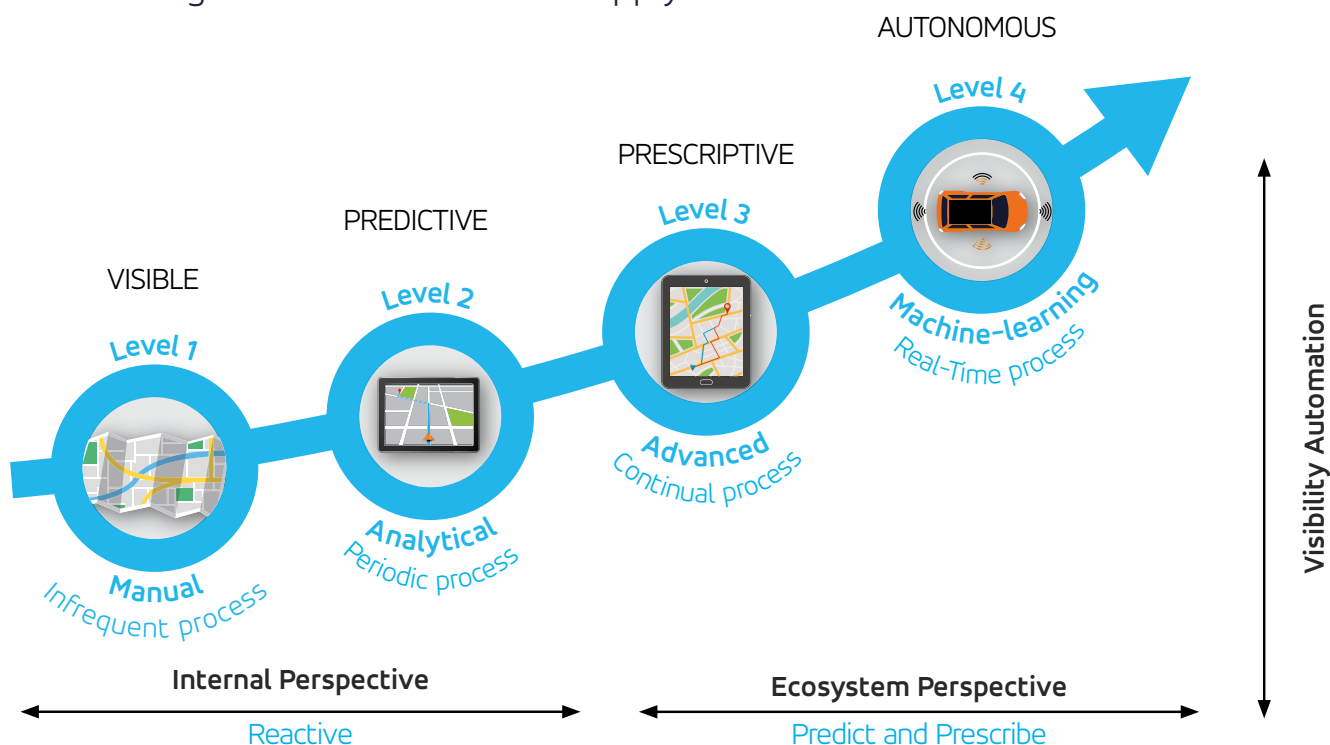 AUTONOMOUS
Level 4
PRESCRIPTIVE
Level 3
PREDICTIVE
Level 2
VISIBLE
Level 1
Machine-learning
Real-Time process
Advanced
Continual process
Analytical
Periodic process
Manual
Infrequent process
Visibility Automation
Internal Perspective
Reactive
Ecosystem Perspective
Predict and Prescribe